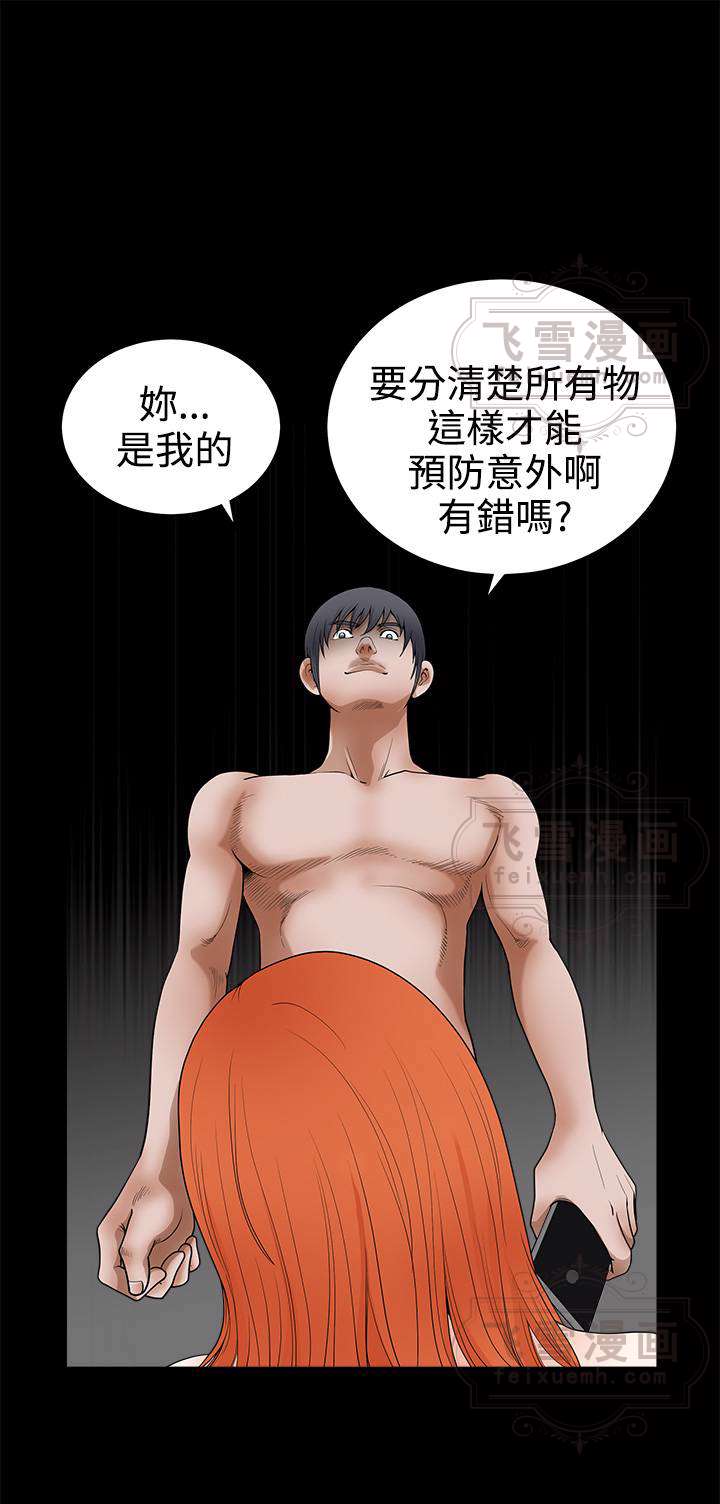 飞雪漫画
妳...
是我的
要分清楚所有物
這樣才能
預防意外啊
有錯嗎?
飞雪漫画
feixuemh.com
飞雪漫画
feixuemh.com